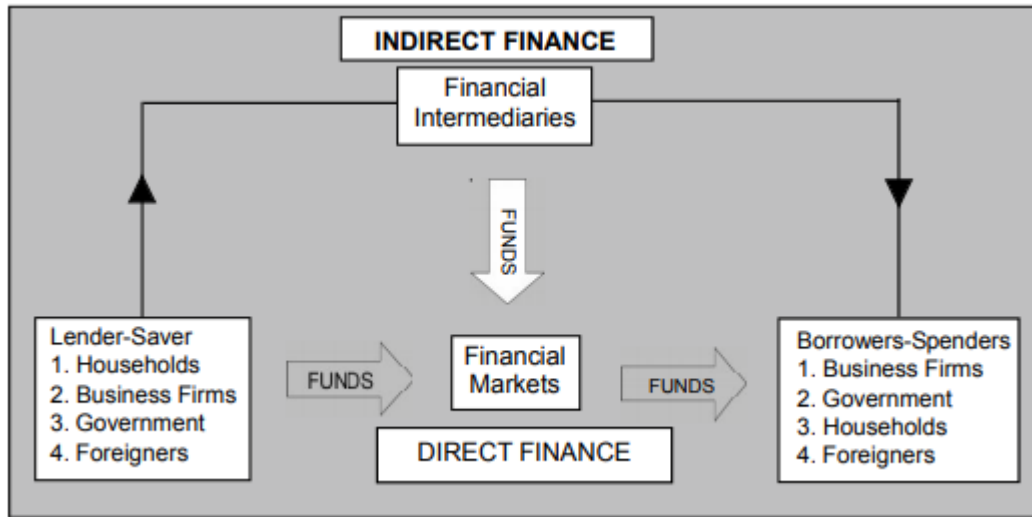 INDIRECT FINANCE
Financial
Intermediaries
FUNDS
Lender-Saver
1. Households
2. Business Firms
3. Government
4. Foreigners
FUNDS
Financial
Markets
FUNDS
Borrowers-Spenders
1. Business Firms
2. Government
3. Households
4. Foreigners
DIRECT FINANCE